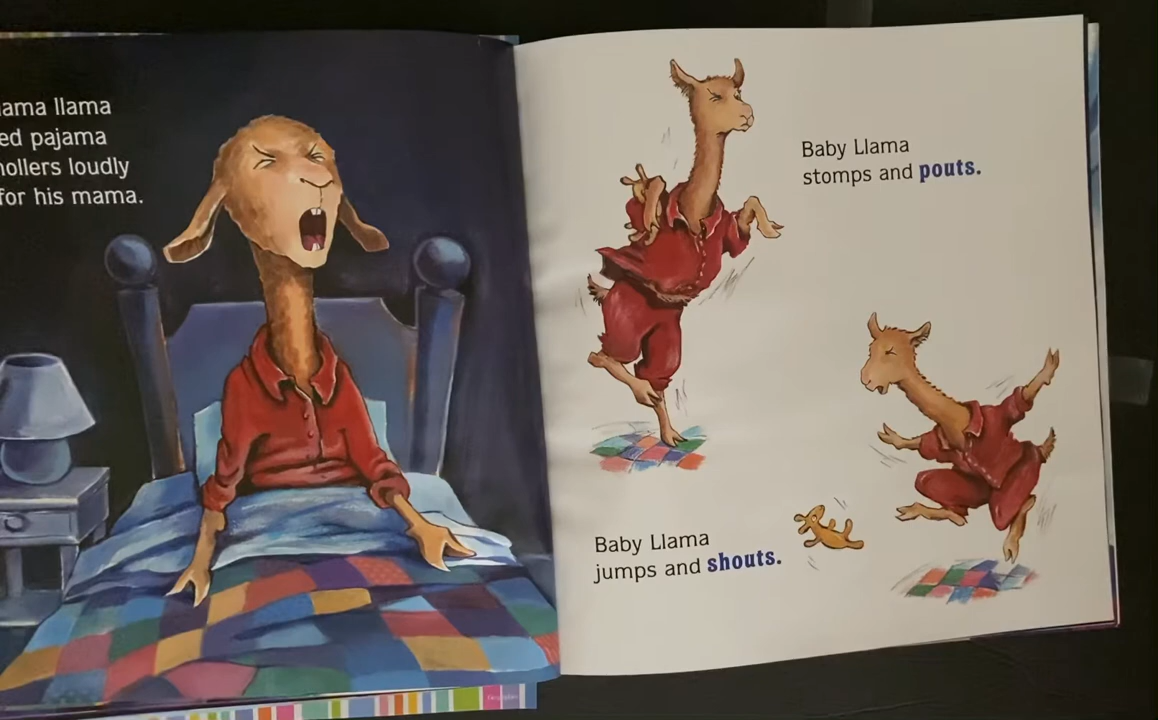 ama llama
ed pajama
hollers loudly
for his mama.
Baby Llama
stomps and pouts.
Baby Llama
jumps and shouts.